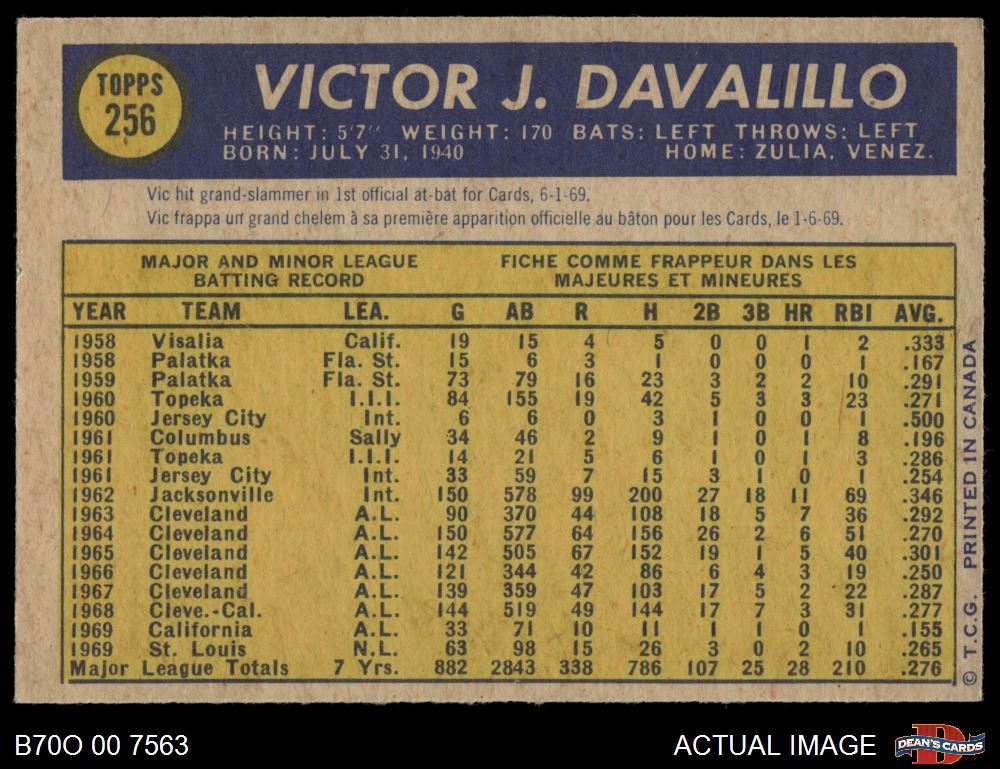 TOPPS
256
VICTOR J. DAVALILLO
HEIGHT: 5'7" WEIGHT: 170 BATS: LEFT THROWS: LEFT
BORN: JULY 31, 1940 HOME: ZULIA, VENEZ.
Vic hit grand-slammer in 1st official at-bat for Cards, 6-1-69.
Vic frappa un grand chelem à sa première apparition officielle au bâton pour les Cards, le 1-6-69.
MAJOR AND MINOR LEAGUE FICHE COMME FRAPPEUR DANS LES
BATTING RECORD MAJEURES ET MINEURES
YEAR TEAM LEA. G AB R H 2B 3B HR RBI AVG.
1958 Visalia Calif. 19 15 4 5 0 0 1 2 .333
1958 Palatka Fla. St. 15 6 3 1 0 0 0 1 .167
1959 Palatka Fla. St. 73 79 16 23 3 2 2 10 .291
1960 Topeka I.I.I. 84 155 19 42 5 3 3 23 .271
1960 Jersey City Int. 6 6 0 3 1 0 0 1 .500
1961 Columbus Sally 34 46 2 9 1 0 1 8 .196
1961 Topeka I.I.I. 14 21 5 6 1 0 1 3 .286
1961 Jersey City Int. 33 59 7 15 3 1 0 1 .254
1962 Jacksonville Int. 150 578 99 200 27 18 11 69 .346
1963 Cleveland A.L. 90 370 44 108 18 5 7 36 .292
1964 Cleveland A.L. 150 577 64 156 26 2 6 51 .270
1965 Cleveland A.L. 142 505 67 152 19 1 5 40 .301
1966 Cleveland A.L. 121 344 42 86 6 4 3 19 .250
1967 Cleveland A.L. 139 359 47 103 17 5 2 22 .287
1968 Cleve.-Cal. A.L. 144 519 49 144 17 7 3 31 .277
1969 California A.L. 33 71 10 11 1 1 0 1 .155
1969 St. Louis N.L. 63 98 15 26 3 0 2 10 .265
Major League Totals 7 Yrs. 882 2843 338 786 107 25 28 210 .276
© T.C.G. PRINTED IN CANADA
B70O 00 7563 ACTUAL IMAGE
D
DEAN'S CARDS